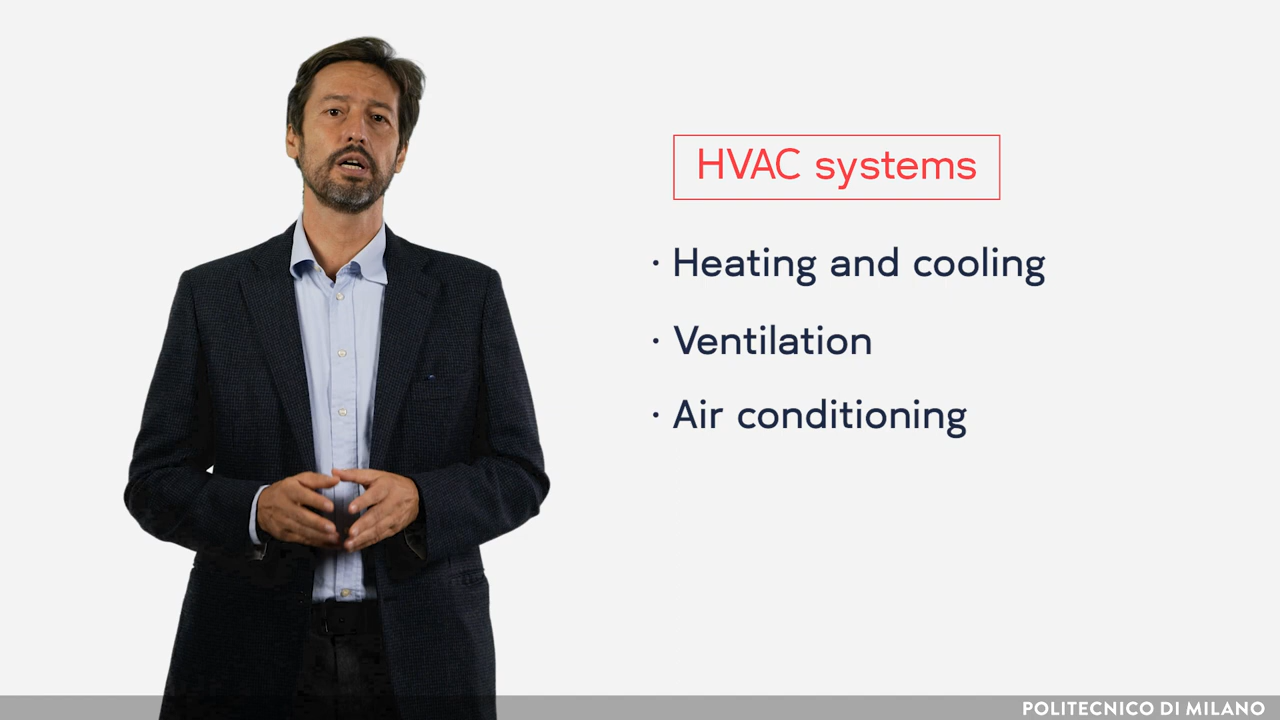 HVAC systems
· Heating and cooling
· Ventilation
· Air conditioning
POLITECNICO DI MILANO